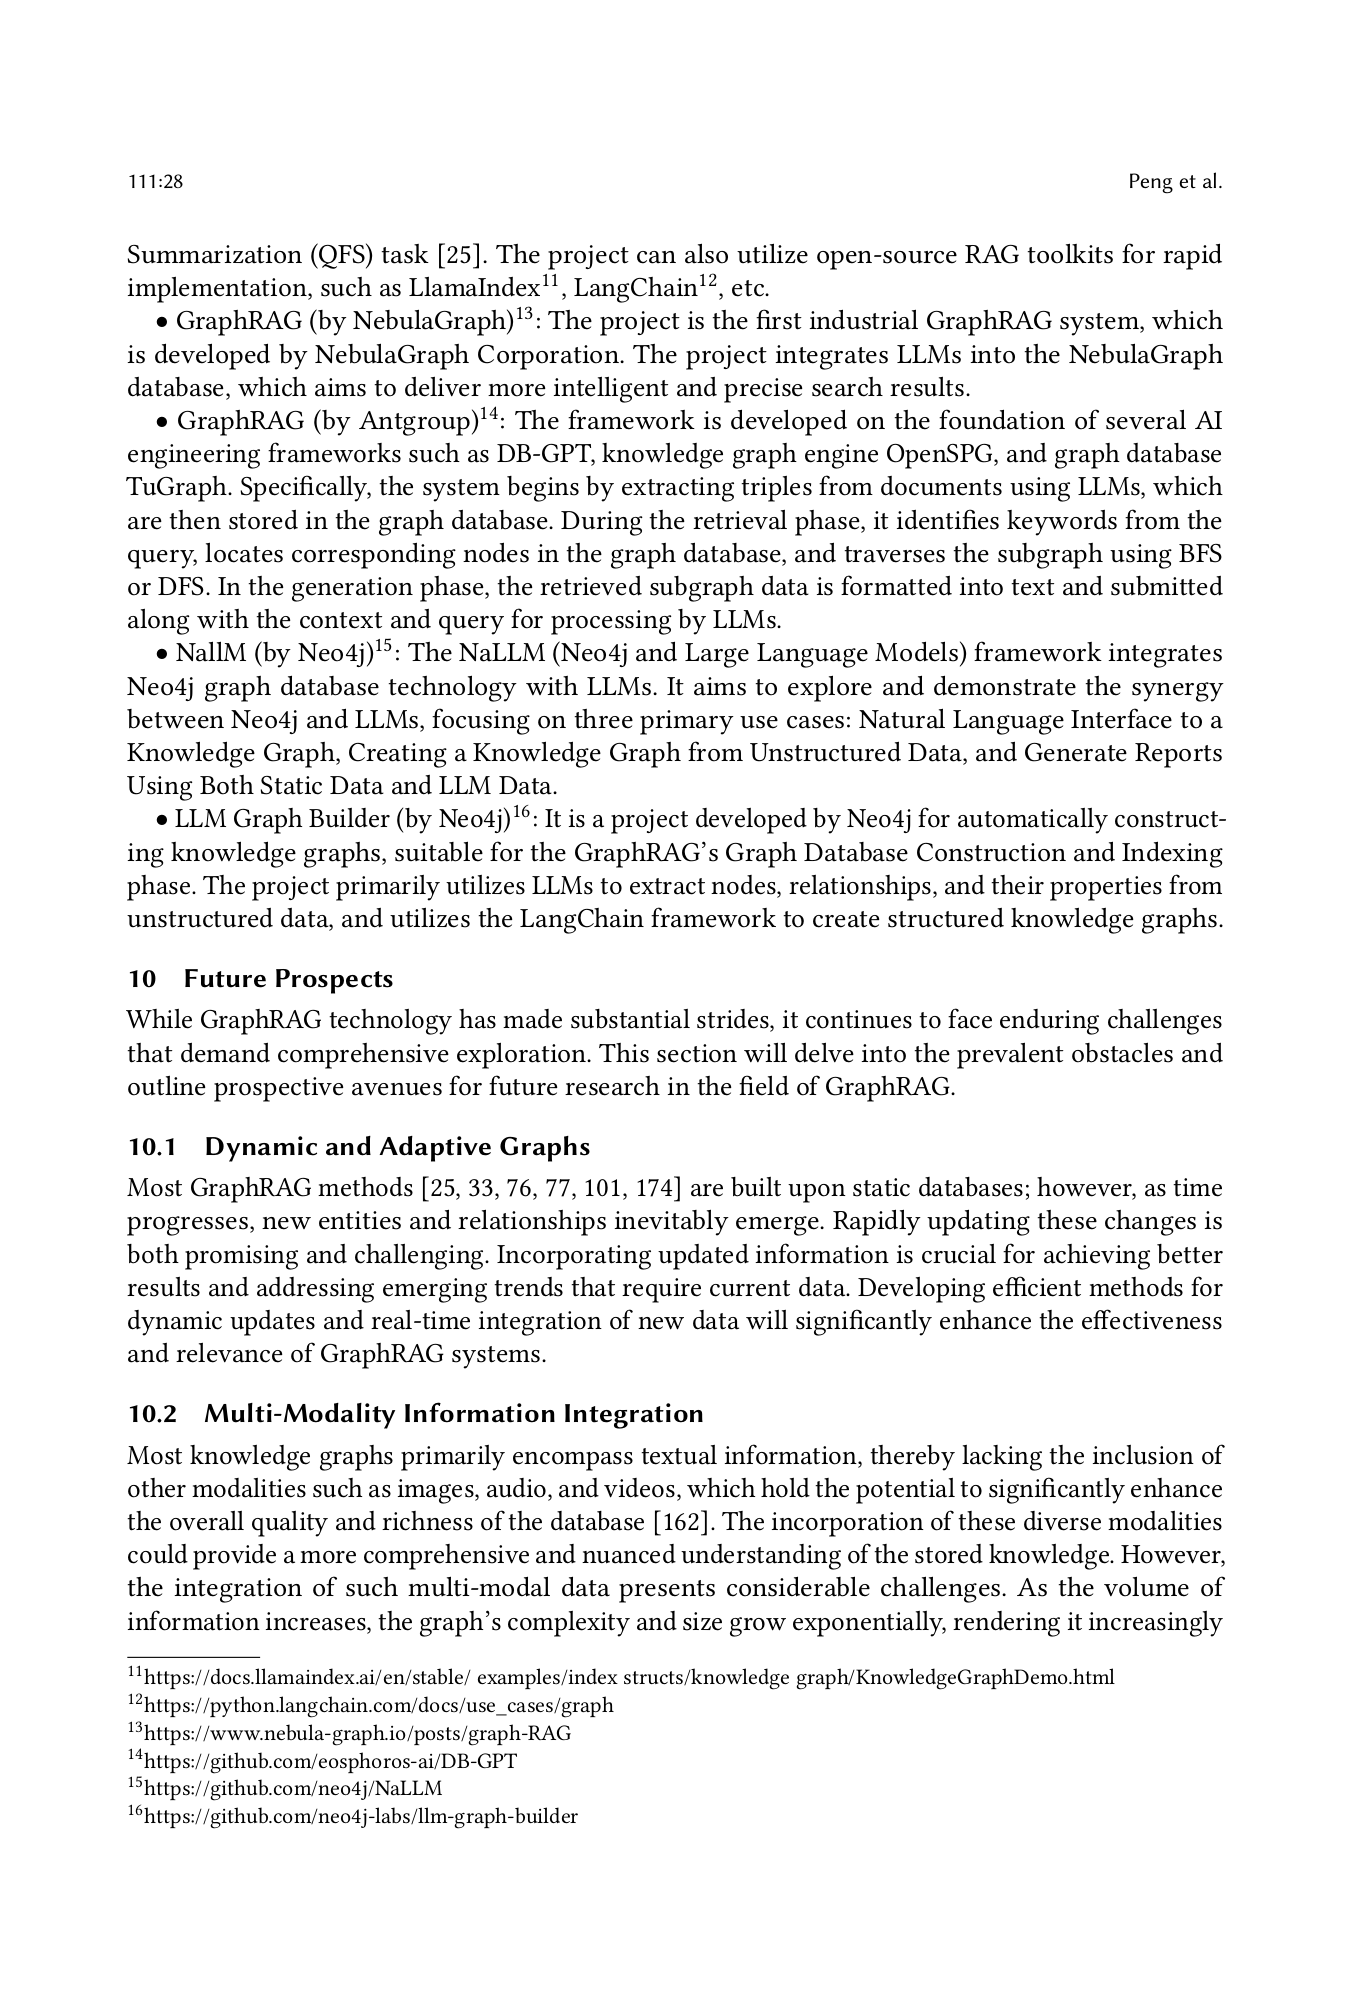 111:28 Peng et al.
Summarization (QFS) task [25]. The project can also utilize open-source RAG toolkits for rapid
implementation, such as LlamaIndex11, LangChain12, etc.
• GraphRAG (by NebulaGraph)13: The project is the first industrial GraphRAG system, which
is developed by NebulaGraph Corporation. The project integrates LLMs into the NebulaGraph
database, which aims to deliver more intelligent and precise search results.
• GraphRAG (by Antgroup)14: The framework is developed on the foundation of several AI
engineering frameworks such as DB-GPT, knowledge graph engine OpenSPG, and graph database
TuGraph. Specifically, the system begins by extracting triples from documents using LLMs, which
are then stored in the graph database. During the retrieval phase, it identifies keywords from the
query, locates corresponding nodes in the graph database, and traverses the subgraph using BFS
or DFS. In the generation phase, the retrieved subgraph data is formatted into text and submitted
along with the context and query for processing by LLMs.
• NallM (by Neo4j)15: The NaLLM (Neo4j and Large Language Models) framework integrates
Neo4j graph database technology with LLMs. It aims to explore and demonstrate the synergy
between Neo4j and LLMs, focusing on three primary use cases: Natural Language Interface to a
Knowledge Graph, Creating a Knowledge Graph from Unstructured Data, and Generate Reports
Using Both Static Data and LLM Data.
• LLM Graph Builder (by Neo4j)16: It is a project developed by Neo4j for automatically construct-
ing knowledge graphs, suitable for the GraphRAG's Graph Database Construction and Indexing
phase. The project primarily utilizes LLMs to extract nodes, relationships, and their properties from
unstructured data, and utilizes the LangChain framework to create structured knowledge graphs.
10 Future Prospects
While GraphRAG technology has made substantial strides, it continues to face enduring challenges
that demand comprehensive exploration. This section will delve into the prevalent obstacles and
outline prospective avenues for future research in the field of GraphRAG.
10.1 Dynamic and Adaptive Graphs
Most GraphRAG methods [25, 33, 76, 77, 101, 174] are built upon static databases; however, as time
progresses, new entities and relationships inevitably emerge. Rapidly updating these changes is
both promising and challenging. Incorporating updated information is crucial for achieving better
results and addressing emerging trends that require current data. Developing efficient methods for
dynamic updates and real-time integration of new data will significantly enhance the effectiveness
and relevance of GraphRAG systems.
10.2 Multi-Modality Information Integration
Most knowledge graphs primarily encompass textual information, thereby lacking the inclusion of
other modalities such as images, audio, and videos, which hold the potential to significantly enhance
the overall quality and richness of the database [162]. The incorporation of these diverse modalities
could provide a more comprehensive and nuanced understanding of the stored knowledge. However,
the integration of such multi-modal data presents considerable challenges. As the volume of
information increases, the graph's complexity and size grow exponentially, rendering it increasingly
11https://docs.llamaindex.ai/en/stable/ examples/index structs/knowledge graph/KnowledgeGraphDemo.html
12https://python.langchain.com/docs/use_cases/graph
13https://www.nebula-graph.io/posts/graph-RAG
14https://github.com/eosphoros-ai/DB-GPT
15https://github.com/neo4j/NaLLM
16https://github.com/neo4j-labs/llm-graph-builder